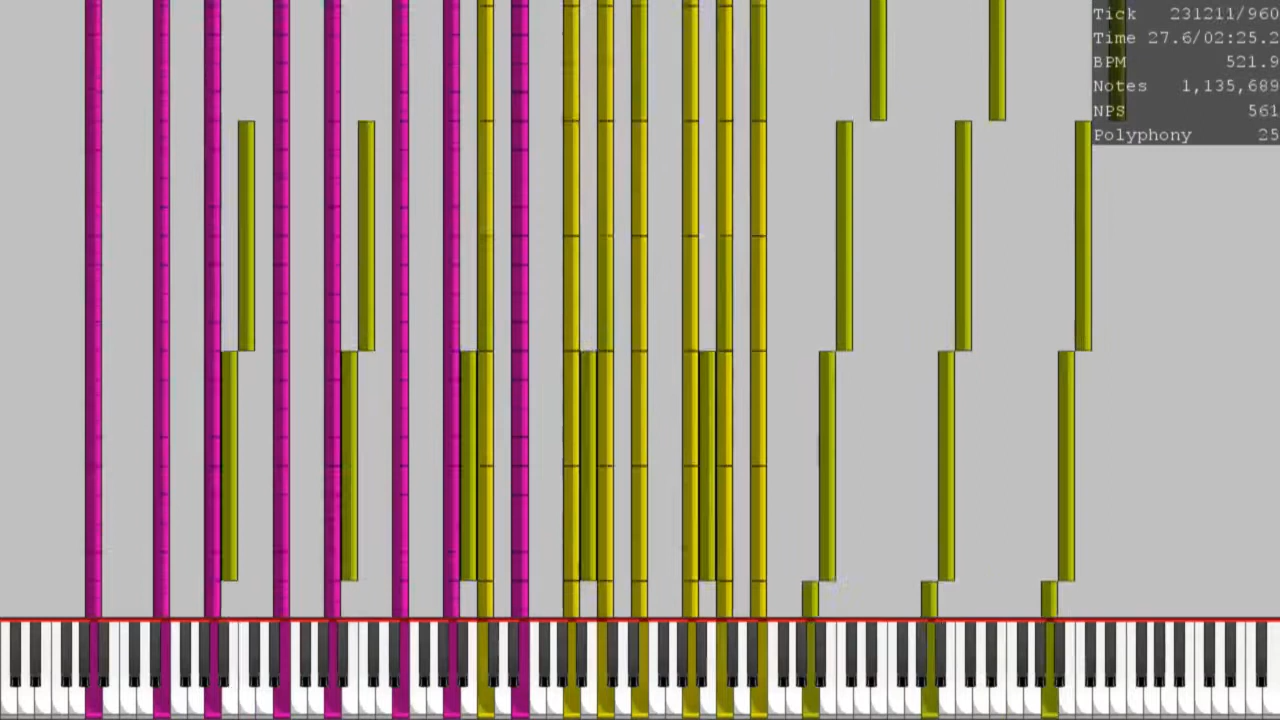 Tick 231211/960
Time 27.6/02:25.2
BPM 521.9
Notes 1,135,689
NPS 561
Polyphony 25